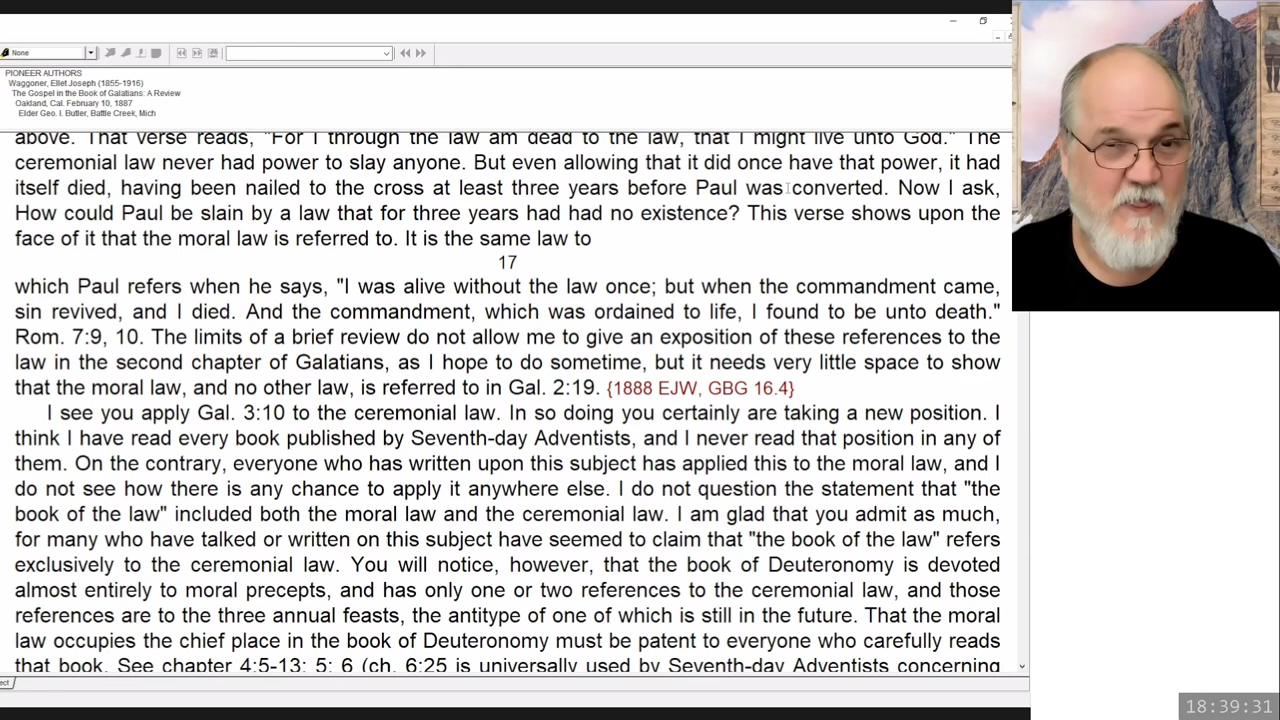 None
PIONEER AUTHORS
Waggoner, Ellet Joseph (1855-1916)
The Gospel in the Book of Galatians: A Review
Oakland, Cal. February 10, 1887
Elder Geo. I. Butler, Battle Creek, Mich
above. That verse reads, "For I through the law am dead to the law, that I might live unto God." The
ceremonial law never had power to slay anyone. But even allowing that it did once have that power, it had
itself died, having been nailed to the cross at least three years before Paul was converted. Now I ask,
How could Paul be slain by a law that for three years had had no existence? This verse shows upon the
face of it that the moral law is referred to. It is the same law to
17
which Paul refers when he says, "I was alive without the law once; but when the commandment came,
sin revived, and I died. And the commandment, which was ordained to life, I found to be unto death."
Rom. 7:9, 10. The limits of a brief review do not allow me to give an exposition of these references to the
law in the second chapter of Galatians, as I hope to do sometime, but it needs very little space to show
that the moral law, and no other law, is referred to in Gal. 2:19. {1888 EJW, GBG 16.4}
I see you apply Gal. 3:10 to the ceremonial law. In so doing you certainly are taking a new position. I
think I have read every book published by Seventh-day Adventists, and I never read that position in any of
them. On the contrary, everyone who has written upon this subject has applied this to the moral law, and I
do not see how there is any chance to apply it anywhere else. I do not question the statement that "the
book of the law" included both the moral law and the ceremonial law. I am glad that you admit as much,
for many who have talked or written on this subject have seemed to claim that "the book of the law" refers
exclusively to the ceremonial law. You will notice, however, that the book of Deuteronomy is devoted
almost entirely to moral precepts, and has only one or two references to the ceremonial law, and those
references are to the three annual feasts, the antitype of one of which is still in the future. That the moral
law occupies the chief place in the book of Deuteronomy must be patent to everyone who carefully reads
that book. See chapter 4:5-13; 5; 6 (ch. 6:25 is universally used by Seventh-day Adventists concerning
ect
18:39:31